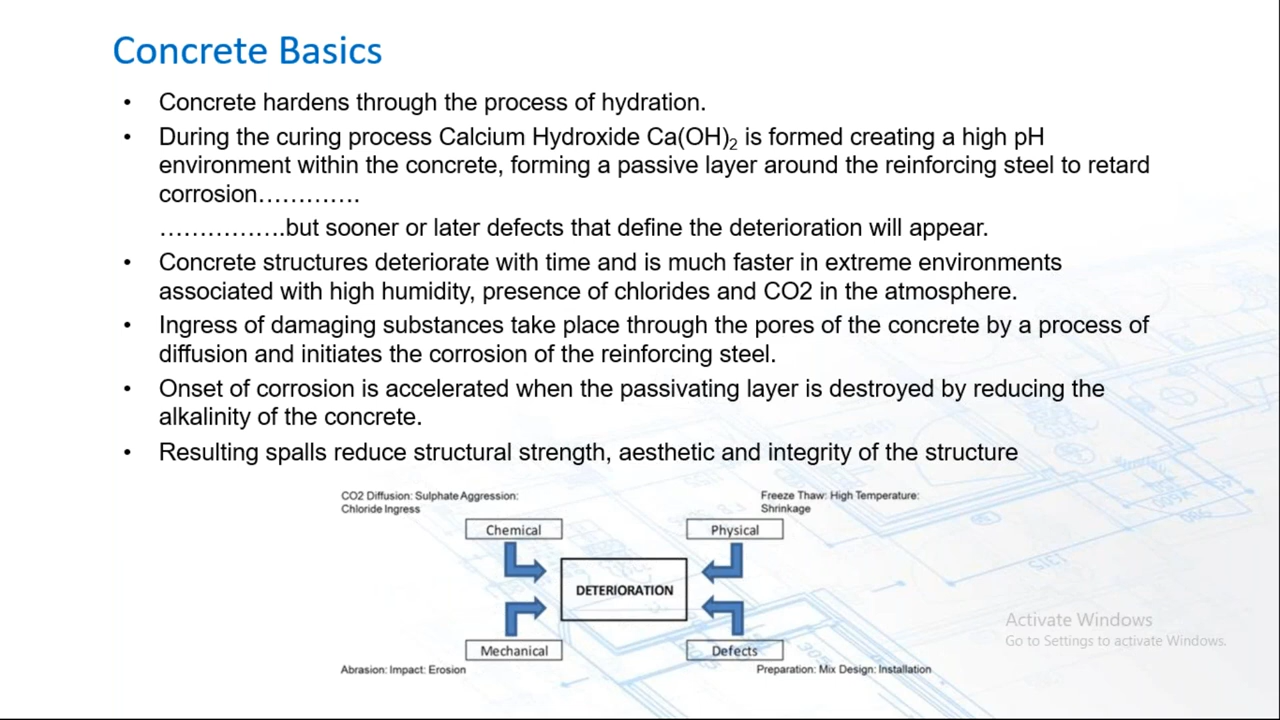 Concrete Basics
• Concrete hardens through the process of hydration.
• During the curing process Calcium Hydroxide Ca(OH)₂ is formed creating a high pH
environment within the concrete, forming a passive layer around the reinforcing steel to retard
corrosion………….
…………….but sooner or later defects that define the deterioration will appear.
• Concrete structures deteriorate with time and is much faster in extreme environments
associated with high humidity, presence of chlorides and CO2 in the atmosphere.
• Ingress of damaging substances take place through the pores of the concrete by a process of
diffusion and initiates the corrosion of the reinforcing steel.
• Onset of corrosion is accelerated when the passivating layer is destroyed by reducing the
alkalinity of the concrete.
• Resulting spalls reduce structural strength, aesthetic and integrity of the structure
CO2 Diffusion: Sulphate Aggression:
Chloride Ingress
Freeze Thaw: High Temperature:
Shrinkage
Chemical
Physical
DETERIORATION
Mechanical
Defects
Abrasion: Impact: Erosion
Preparation: Mix Design: Installation
Activate Windows
Go to Settings to activate Windows.